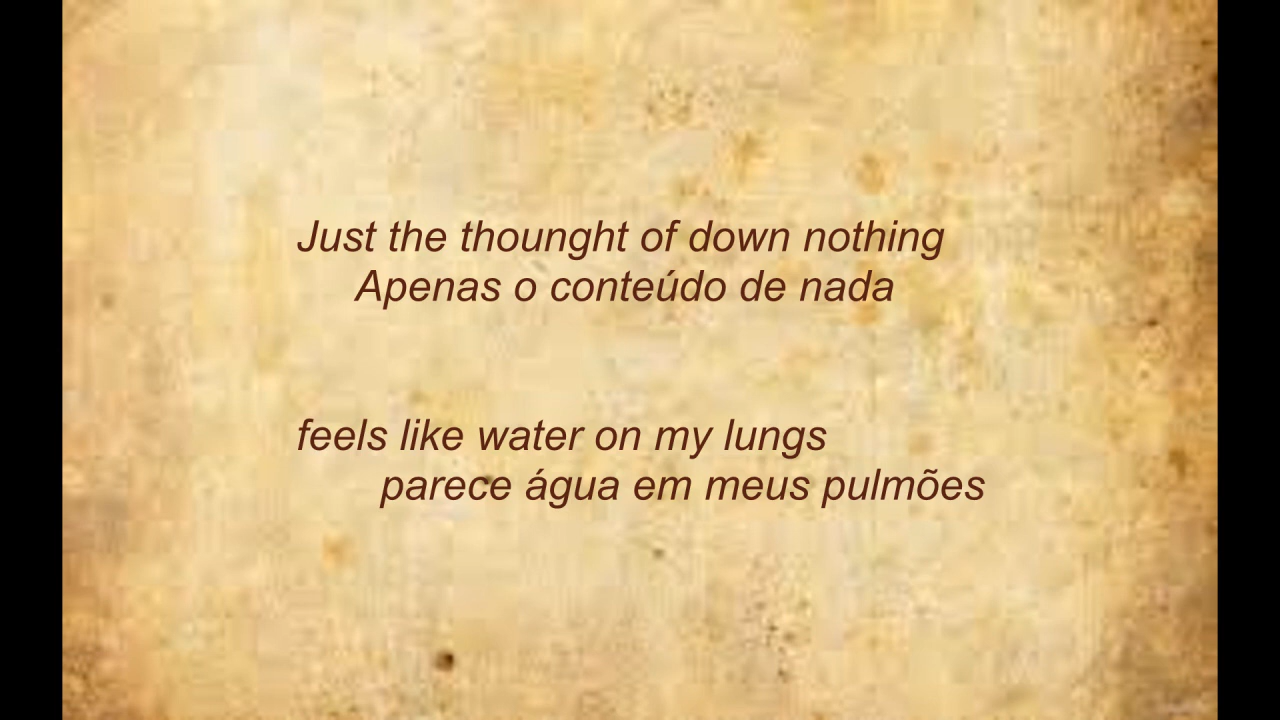 Just the thounght of down nothing
Apenas o conteúdo de nada
feels like water on my lungs
parece água em meus pulmões